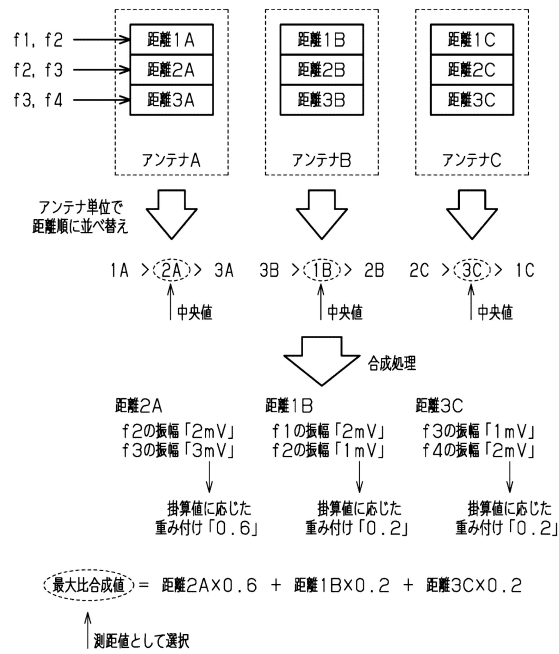 f1, f2 距離1A 距離1B 距離1C
f2, f3 距離2A 距離2B 距離2C
f3, f4 距離3A 距離3B 距離3C
アンテナA アンテナB アンテナC
アンテナ単位で
距離順に並べ替え
1A > 2A > 3A 3B > 1B > 2B 2C > 3C > 1C
中央値 中央値 中央値
合成処理
距離2A 距離1B 距離3C
f2の振幅「2mV」 f1の振幅「2mV」 f3の振幅「1mV」
f3の振幅「3mV」 f2の振幅「1mV」 f4の振幅「2mV」
掛算値に応じた 掛算値に応じた 掛算値に応じた
重み付け「0.6」 重み付け「0.2」 重み付け「0.2」
最大比合成値 = 距離2A×0.6 + 距離1B×0.2 + 距離3C×0.2
測距値として選択